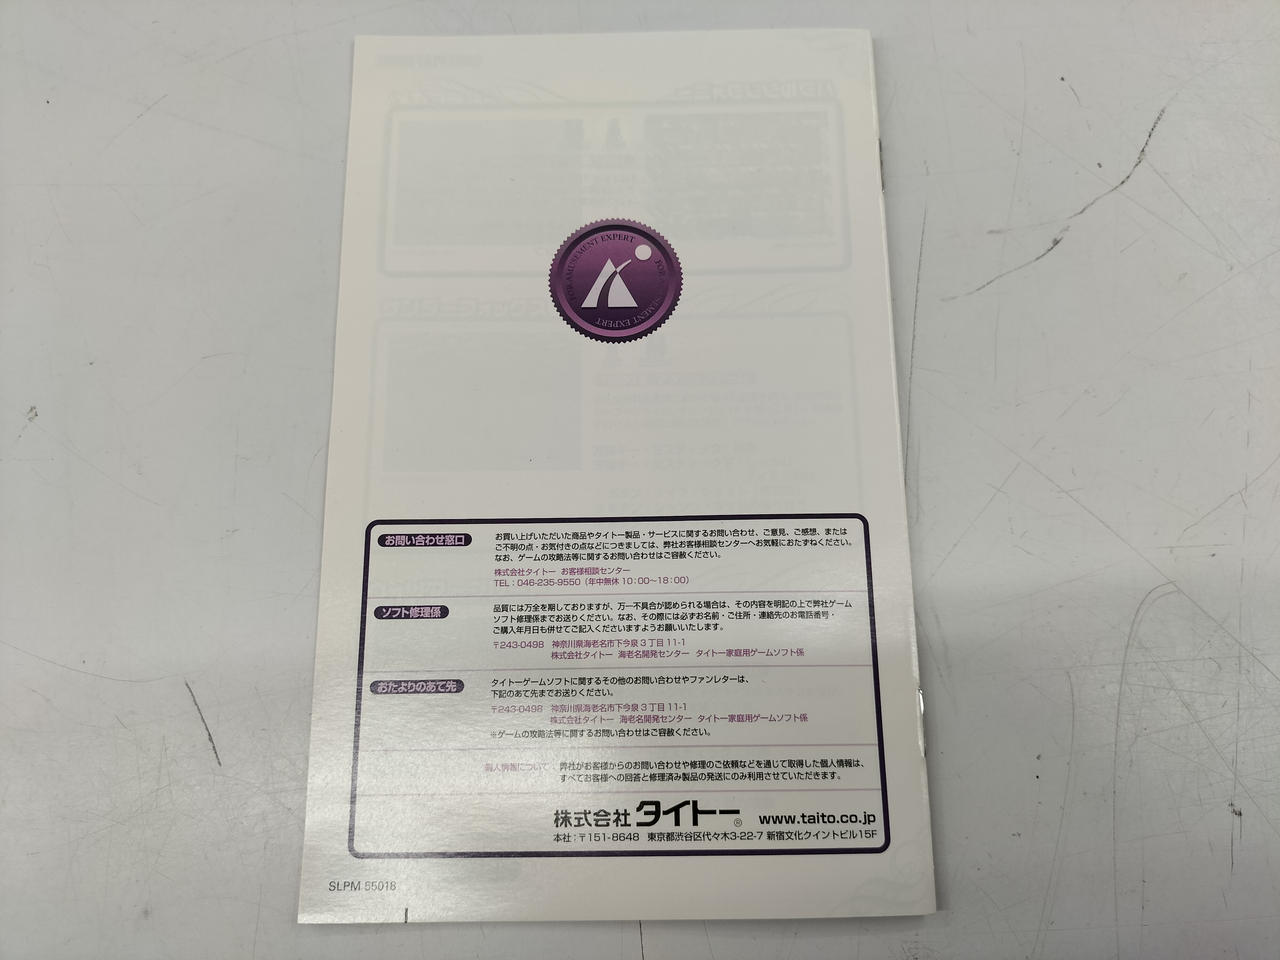 FOR AMUSEMENT EXPERT
お問い合わせ窓口
お買い上げいただいた商品やタイトー製品・サービスに関するお問い合わせ、ご意見、ご感想、または
ご不明の点・お気付きの点などにつきましては、弊社お客様相談センターへお気軽におたずねください。
なお、ゲームの攻略法等に関するお問い合わせはご容赦ください。
株式会社タイトー お客様相談センター
TEL:046-235-9550(年中無休 10:00~18:00)
ソフト修理係
品質には万全を期しておりますが、万一不具合が認められる場合は、その内容を明記の上で弊社ゲーム
ソフト修理係までお送りください。なお、その際には必ずお名前・ご住所・連絡先のお電話番号・
ご購入年月日も併せてご記入くださいますようお願いいたします。
〒243-0498 神奈川県海老名市下今泉3丁目11-1
株式会社タイトー 海老名開発センター タイトー家庭用ゲームソフト係
おたよりのあて先
タイトーゲームソフトに関するその他のお問い合わせやファンレターは、
下記のあて先までお送りください。
〒243-0498 神奈川県海老名市下今泉3丁目11-1
株式会社タイトー 海老名開発センター タイトー家庭用ゲームソフト係
※ゲームの攻略法等に関するお問い合わせはご容赦ください。
個人情報について 弊社がお客様からのお問い合わせや修理のご依頼などを通じて取得した個人情報は、
すべてお客様への回答と修理済み製品の発送にのみ利用させていただきます。
株式会社 タイトー® www.taito.co.jp
本社:〒151-8648 東京都渋谷区代々木3-22-7 新宿文化クイントビル15F
SLPM 55018